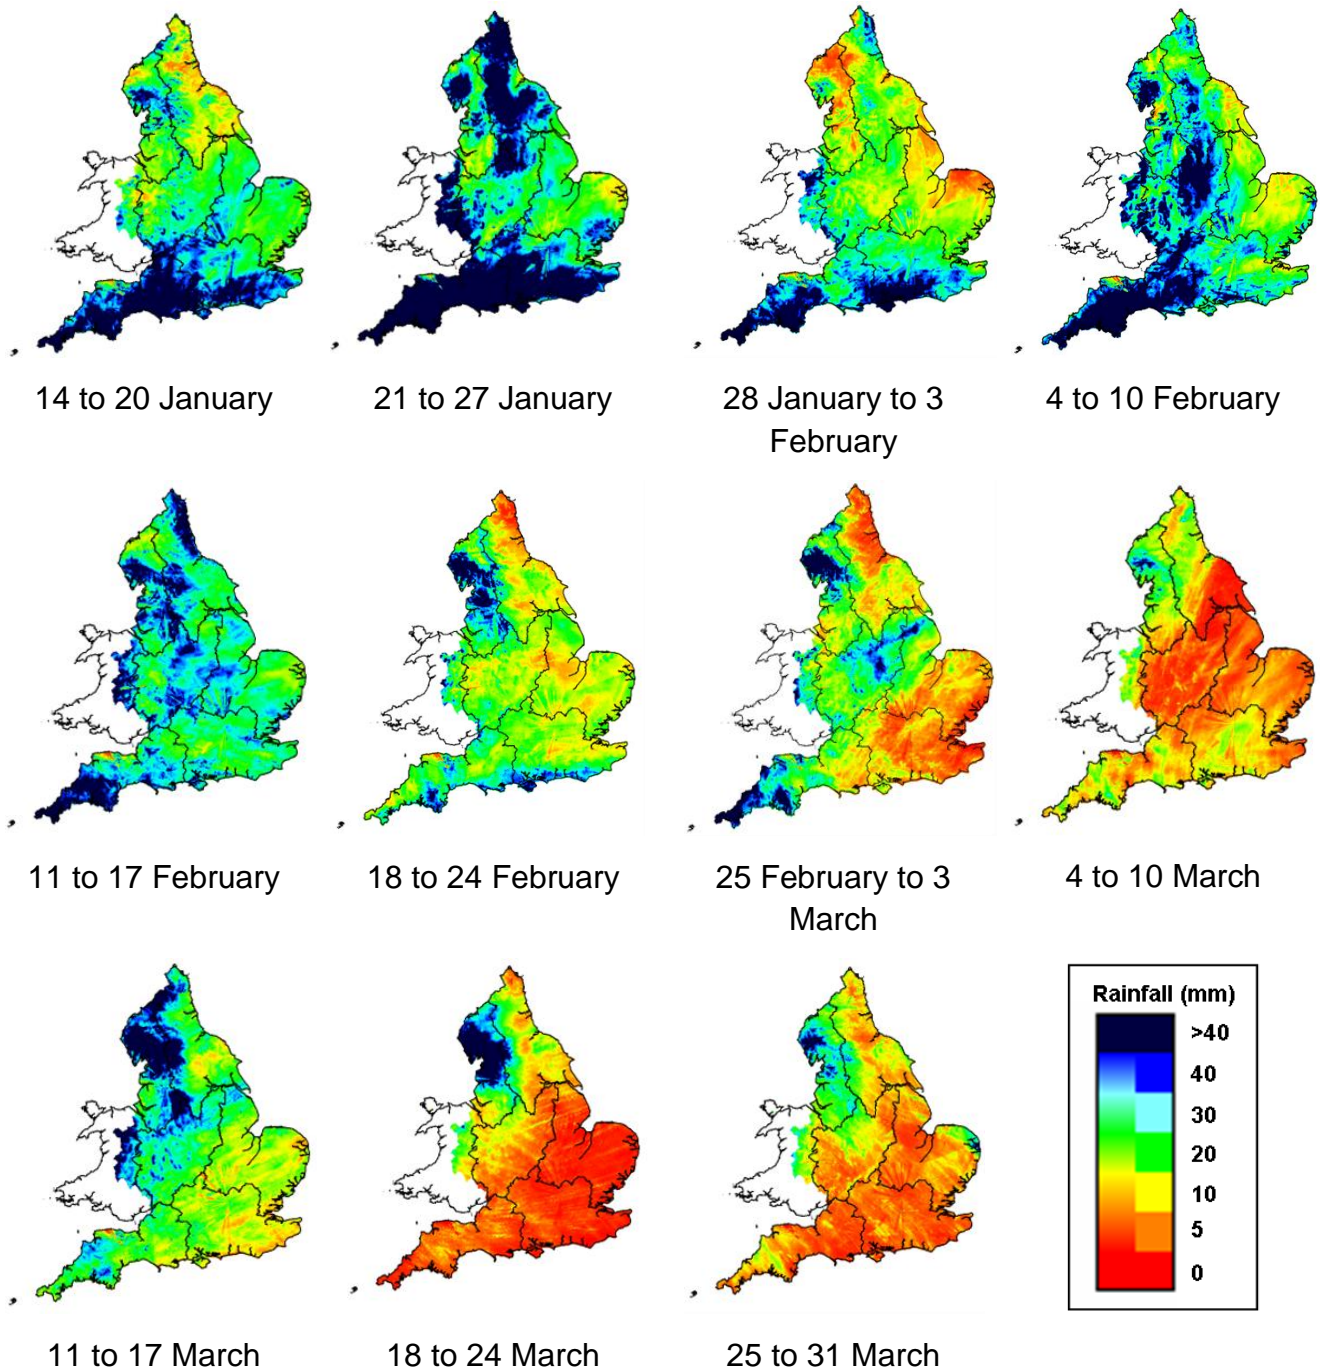 14 to 20 January
21 to 27 January
28 January to 3
February
4 to 10 February
11 to 17 February
18 to 24 February
25 February to 3
March
4 to 10 March
11 to 17 March
18 to 24 March
25 to 31 March
Rainfall (mm)
>40
40
30
20
10
5
0